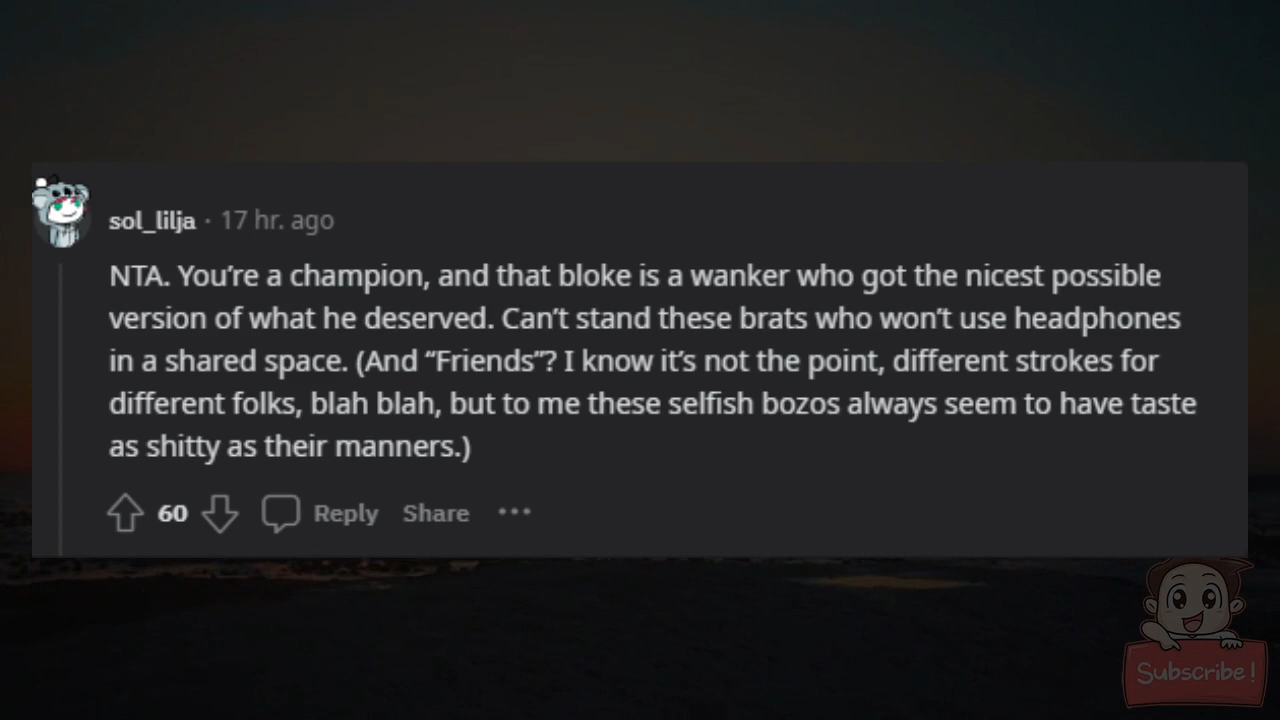 sol_lilja · 17 hr. ago
NTA. You’re a champion, and that bloke is a wanker who got the nicest possible
version of what he deserved. Can’t stand these brats who won’t use headphones
in a shared space. (And “Friends”? I know it’s not the point, different strokes for
different folks, blah blah, but to me these selfish bozos always seem to have taste
as shitty as their manners.)
60 Reply Share ···
Subscribe!